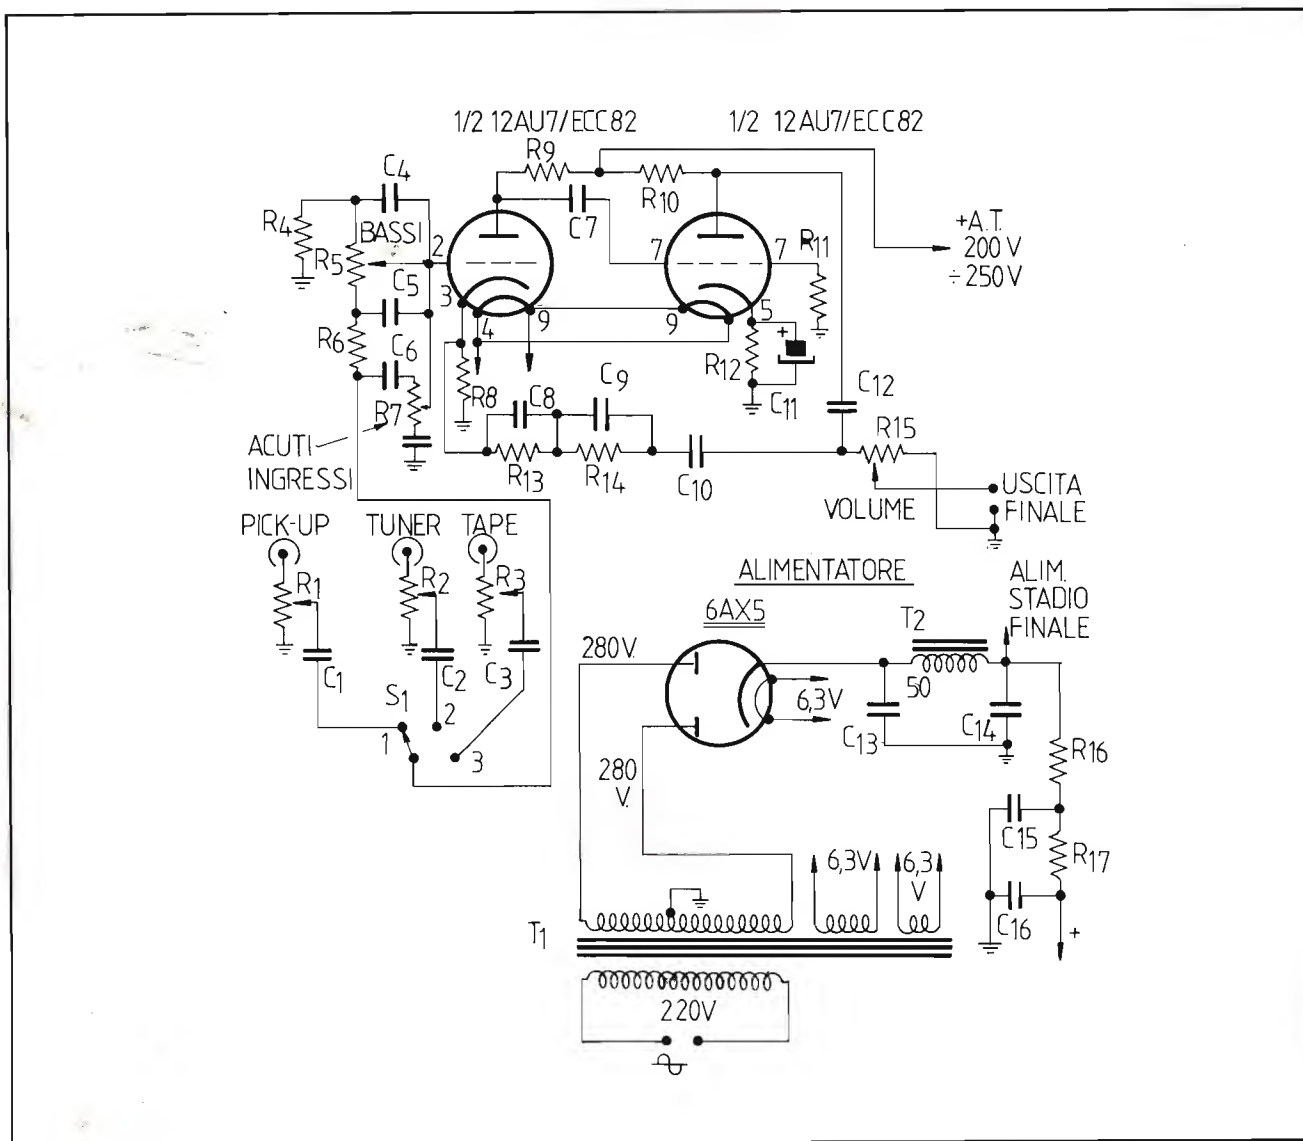 1/2 12AU7/ECC82
1/2 12AU7/ECC82
R9
C4
R10
C7
R4
BASSI
2
7
7
R11
+A.T.
200 V
÷250 V
R5
C5
3
4
9
9
5
+
R6
C6
R12
R8
C8
C9
C11
C12
R7
R15
ACUTI
INGRESSI
R13
R14
C10
VOLUME
USCITA
FINALE
PICK-UP
TUNER
TAPE
R1
R2
R3
ALIMENTATORE
ALIM.
STADIO
FINALE
6AX5
T2
280V.
C1
C2
C3
50
6,3V
S1
1
2
3
C13
C14
R16
280
V.
C15
R17
6,3V
6,3
V
C16
+
T1
220V